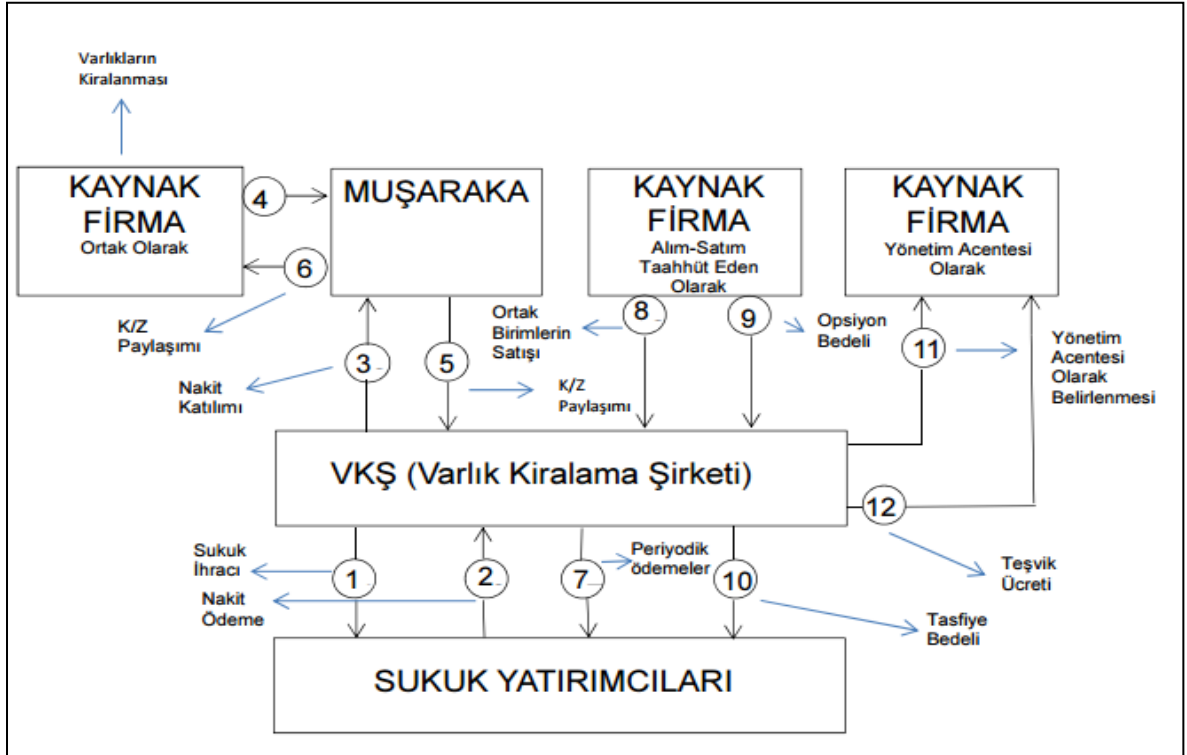 Varlıkların
Kiralanması
KAYNAK
FİRMA
Ortak Olarak
4
MUŞARAKA
KAYNAK
FİRMA
Alım-Satım
Taahhüt Eden
Olarak
KAYNAK
FİRMA
Yönetim Acentesi
Olarak
6
K/Z
Paylaşımı
3
Nakit
Katılımı
5
K/Z
Paylaşımı
Ortak
Birimlerin
Satışı
8
9
Opsiyon
Bedeli
11
Yönetim
Acentesi
Olarak
Belirlenmesi
VKŞ (Varlık Kiralama Şirketi)
12
Teşvik
Ücreti
Sukuk
İhracı
1
Nakit
Ödeme
2
7
Periyodik
ödemeler
10
Tasfiye
Bedeli
SUKUK YATIRIMCILARI